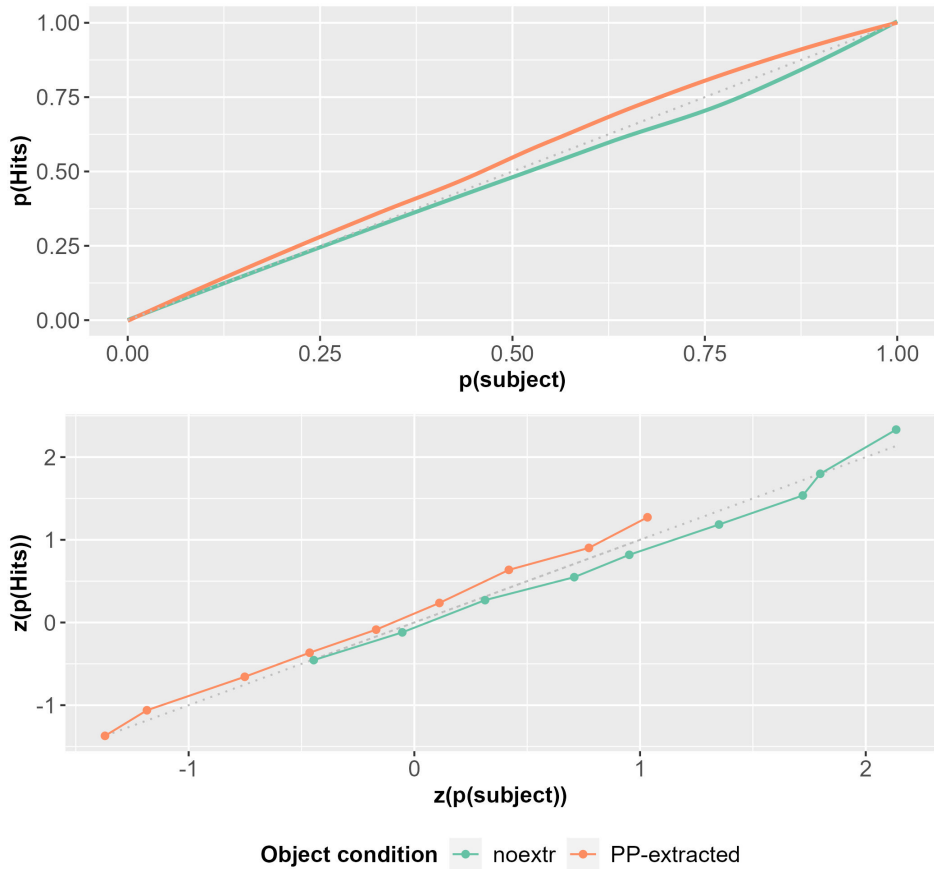 1.00
0.75
0.50
0.25
0.00
p(Hits)
0.00 0.25 0.50 0.75 1.00
p(subject)
2
1
0
-1
z(p(Hits))
-1 0 1 2
z(p(subject))
Object condition noextr PP-extracted